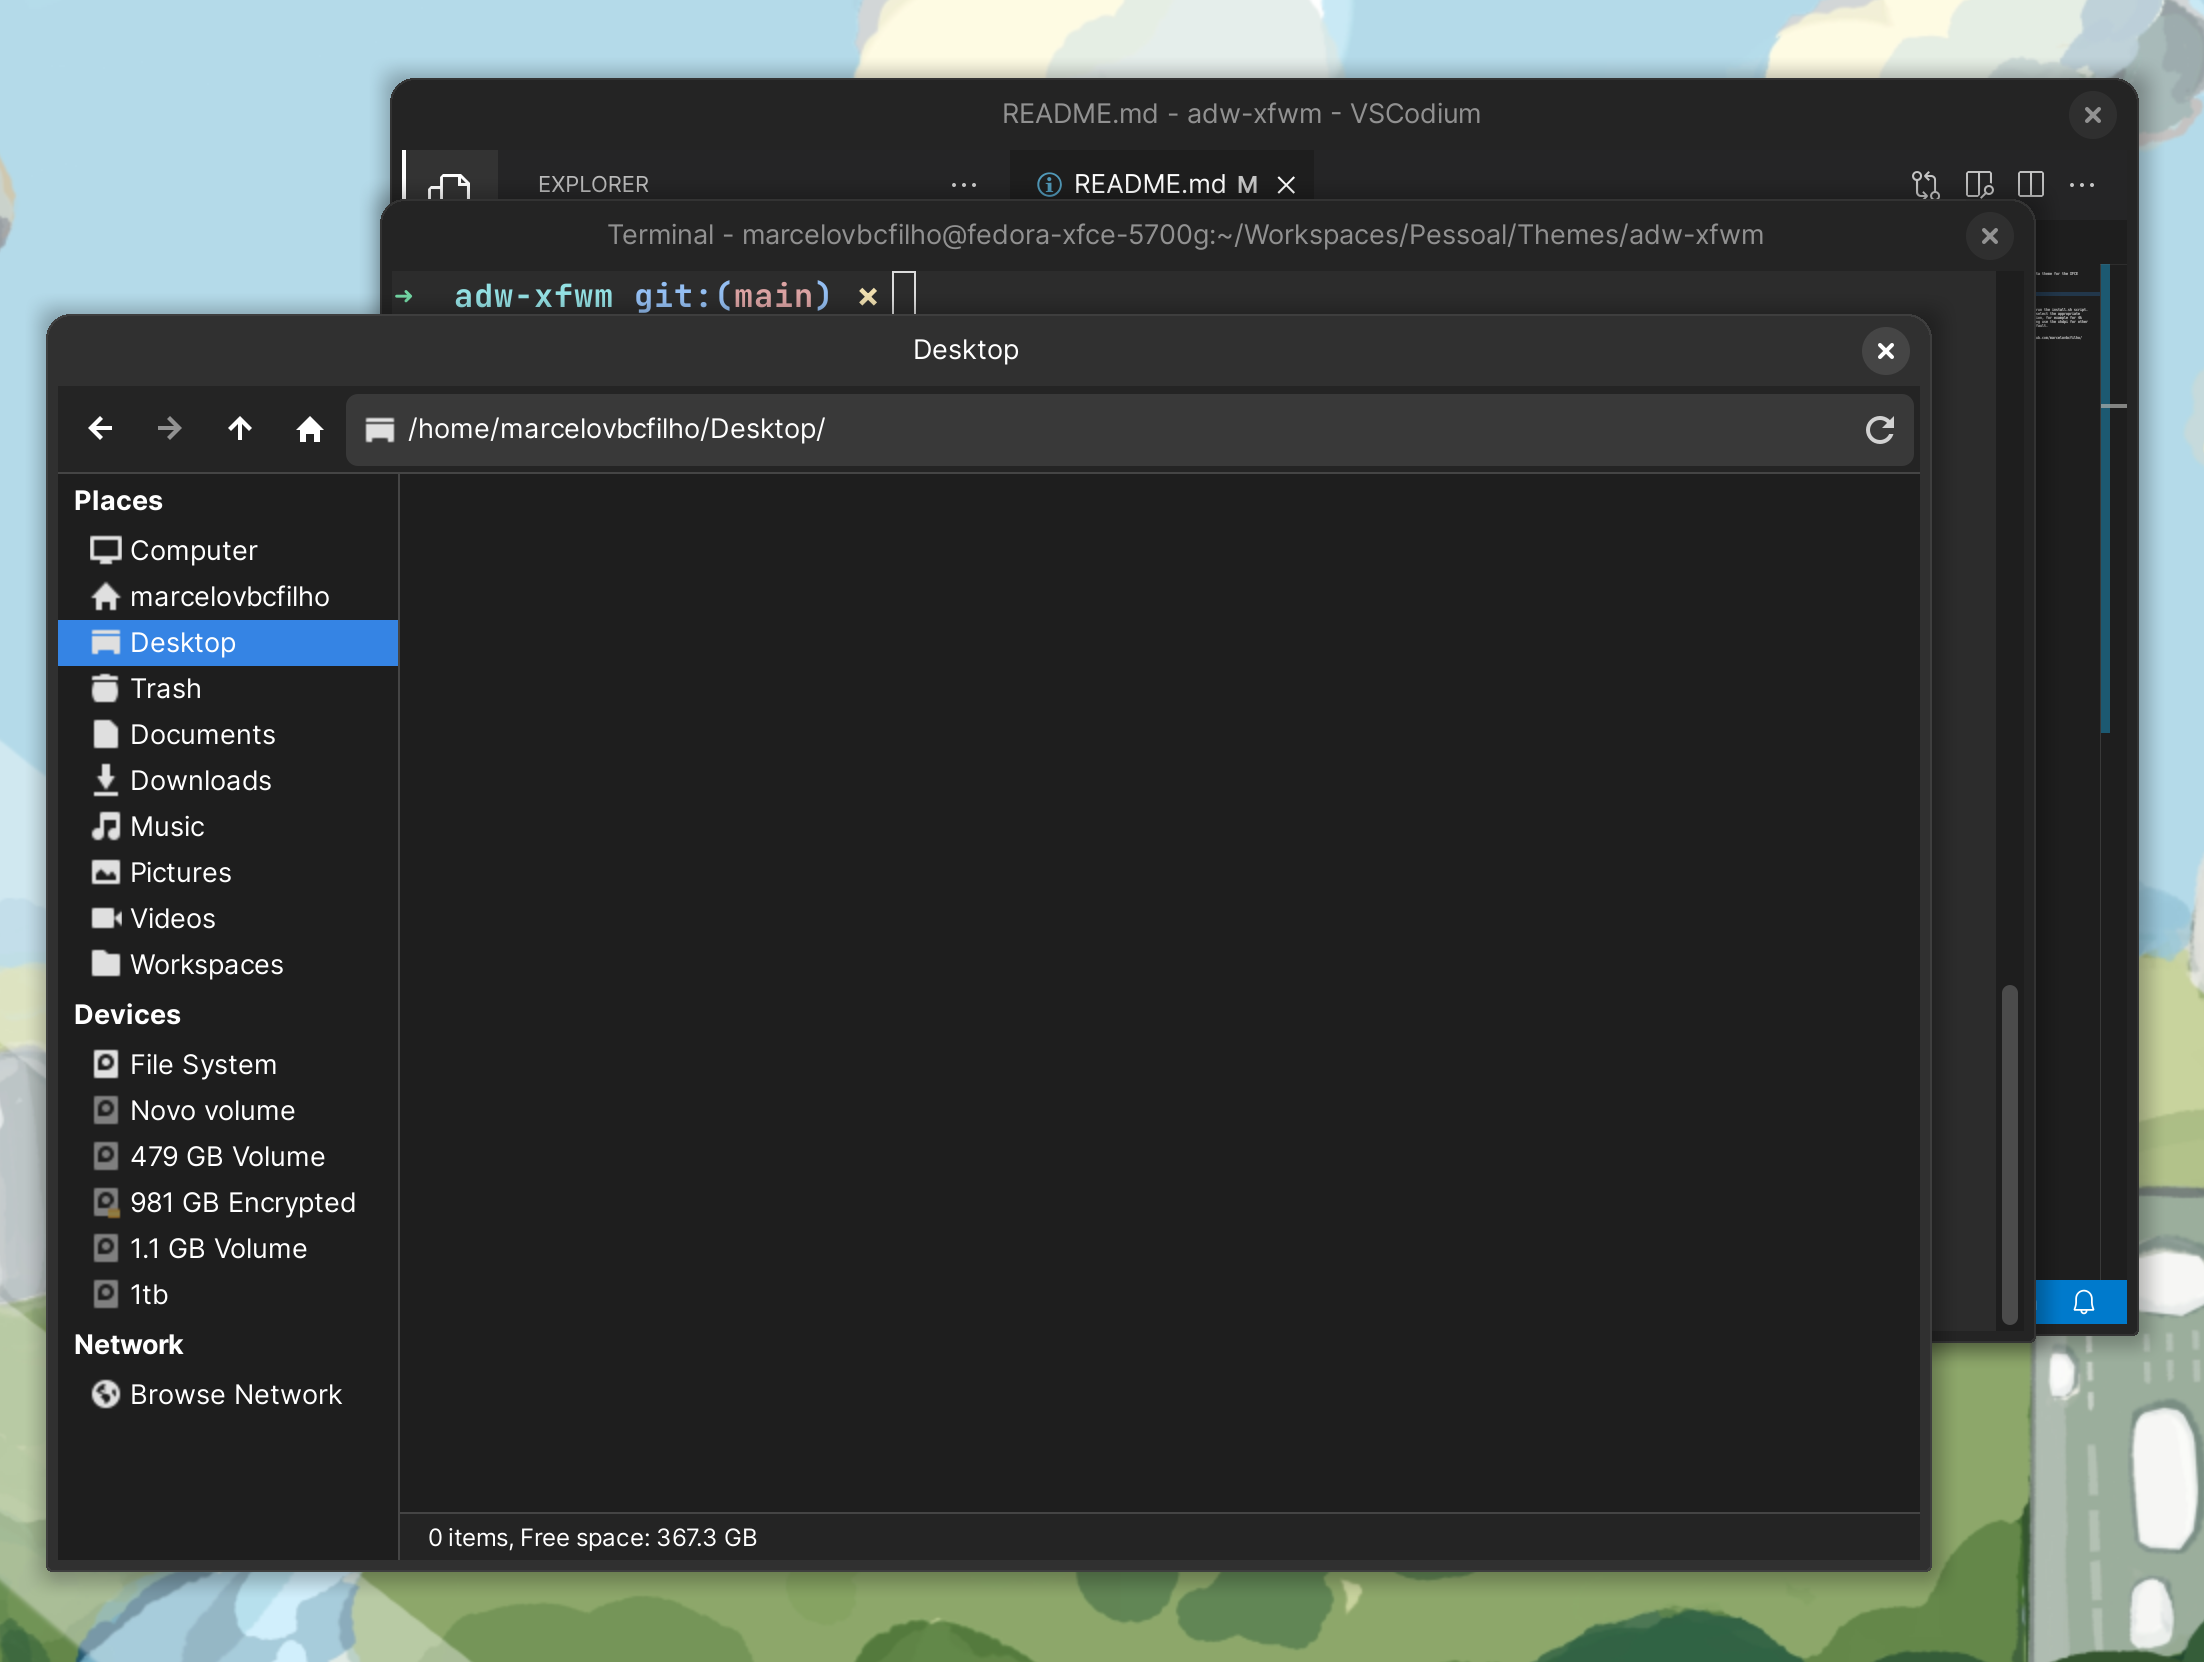 README.md - adw-xfwm - VSCodium
EXPLORER
README.md M
Terminal - marcelovbcfilho@fedora-xfce-5700g:~/Workspaces/Pessoal/Themes/adw-xfwm
➜ adw-xfwm git:(main) ✗
Desktop
/home/marcelovbcfilho/Desktop/
Places
Computer
marcelovbcfilho
Desktop
Trash
Documents
Downloads
Music
Pictures
Videos
Workspaces
Devices
File System
Novo volume
479 GB Volume
981 GB Encrypted
1.1 GB Volume
1tb
Network
Browse Network
0 items, Free space: 367.3 GB